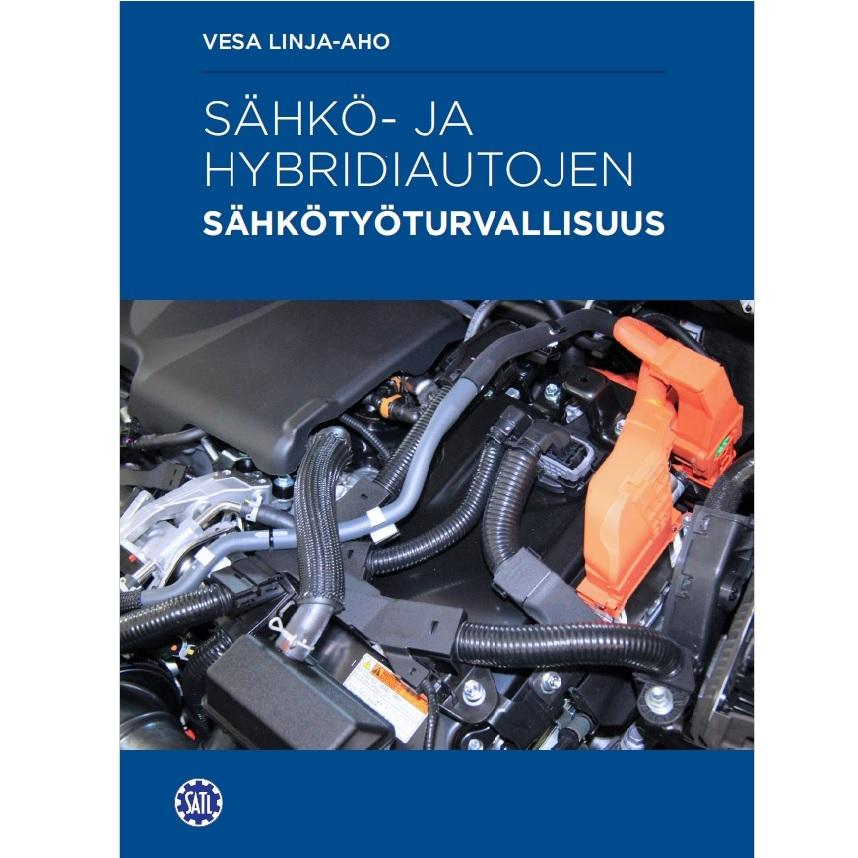 VESA LINJA-AHO
SÄHKÖ- JA
HYBRIDIAUTOJEN
SÄHKÖTYÖTURVALLISUUS
SATL